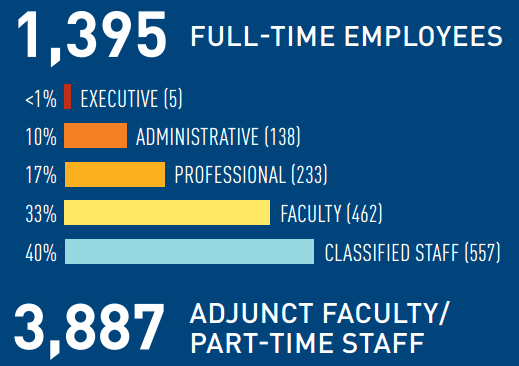 1,395 FULL-TIME EMPLOYEES
<1% EXECUTIVE (5)
10% ADMINISTRATIVE (138)
17% PROFESSIONAL (233)
33% FACULTY (462)
40% CLASSIFIED STAFF (557)
3,887 ADJUNCT FACULTY/
PART-TIME STAFF